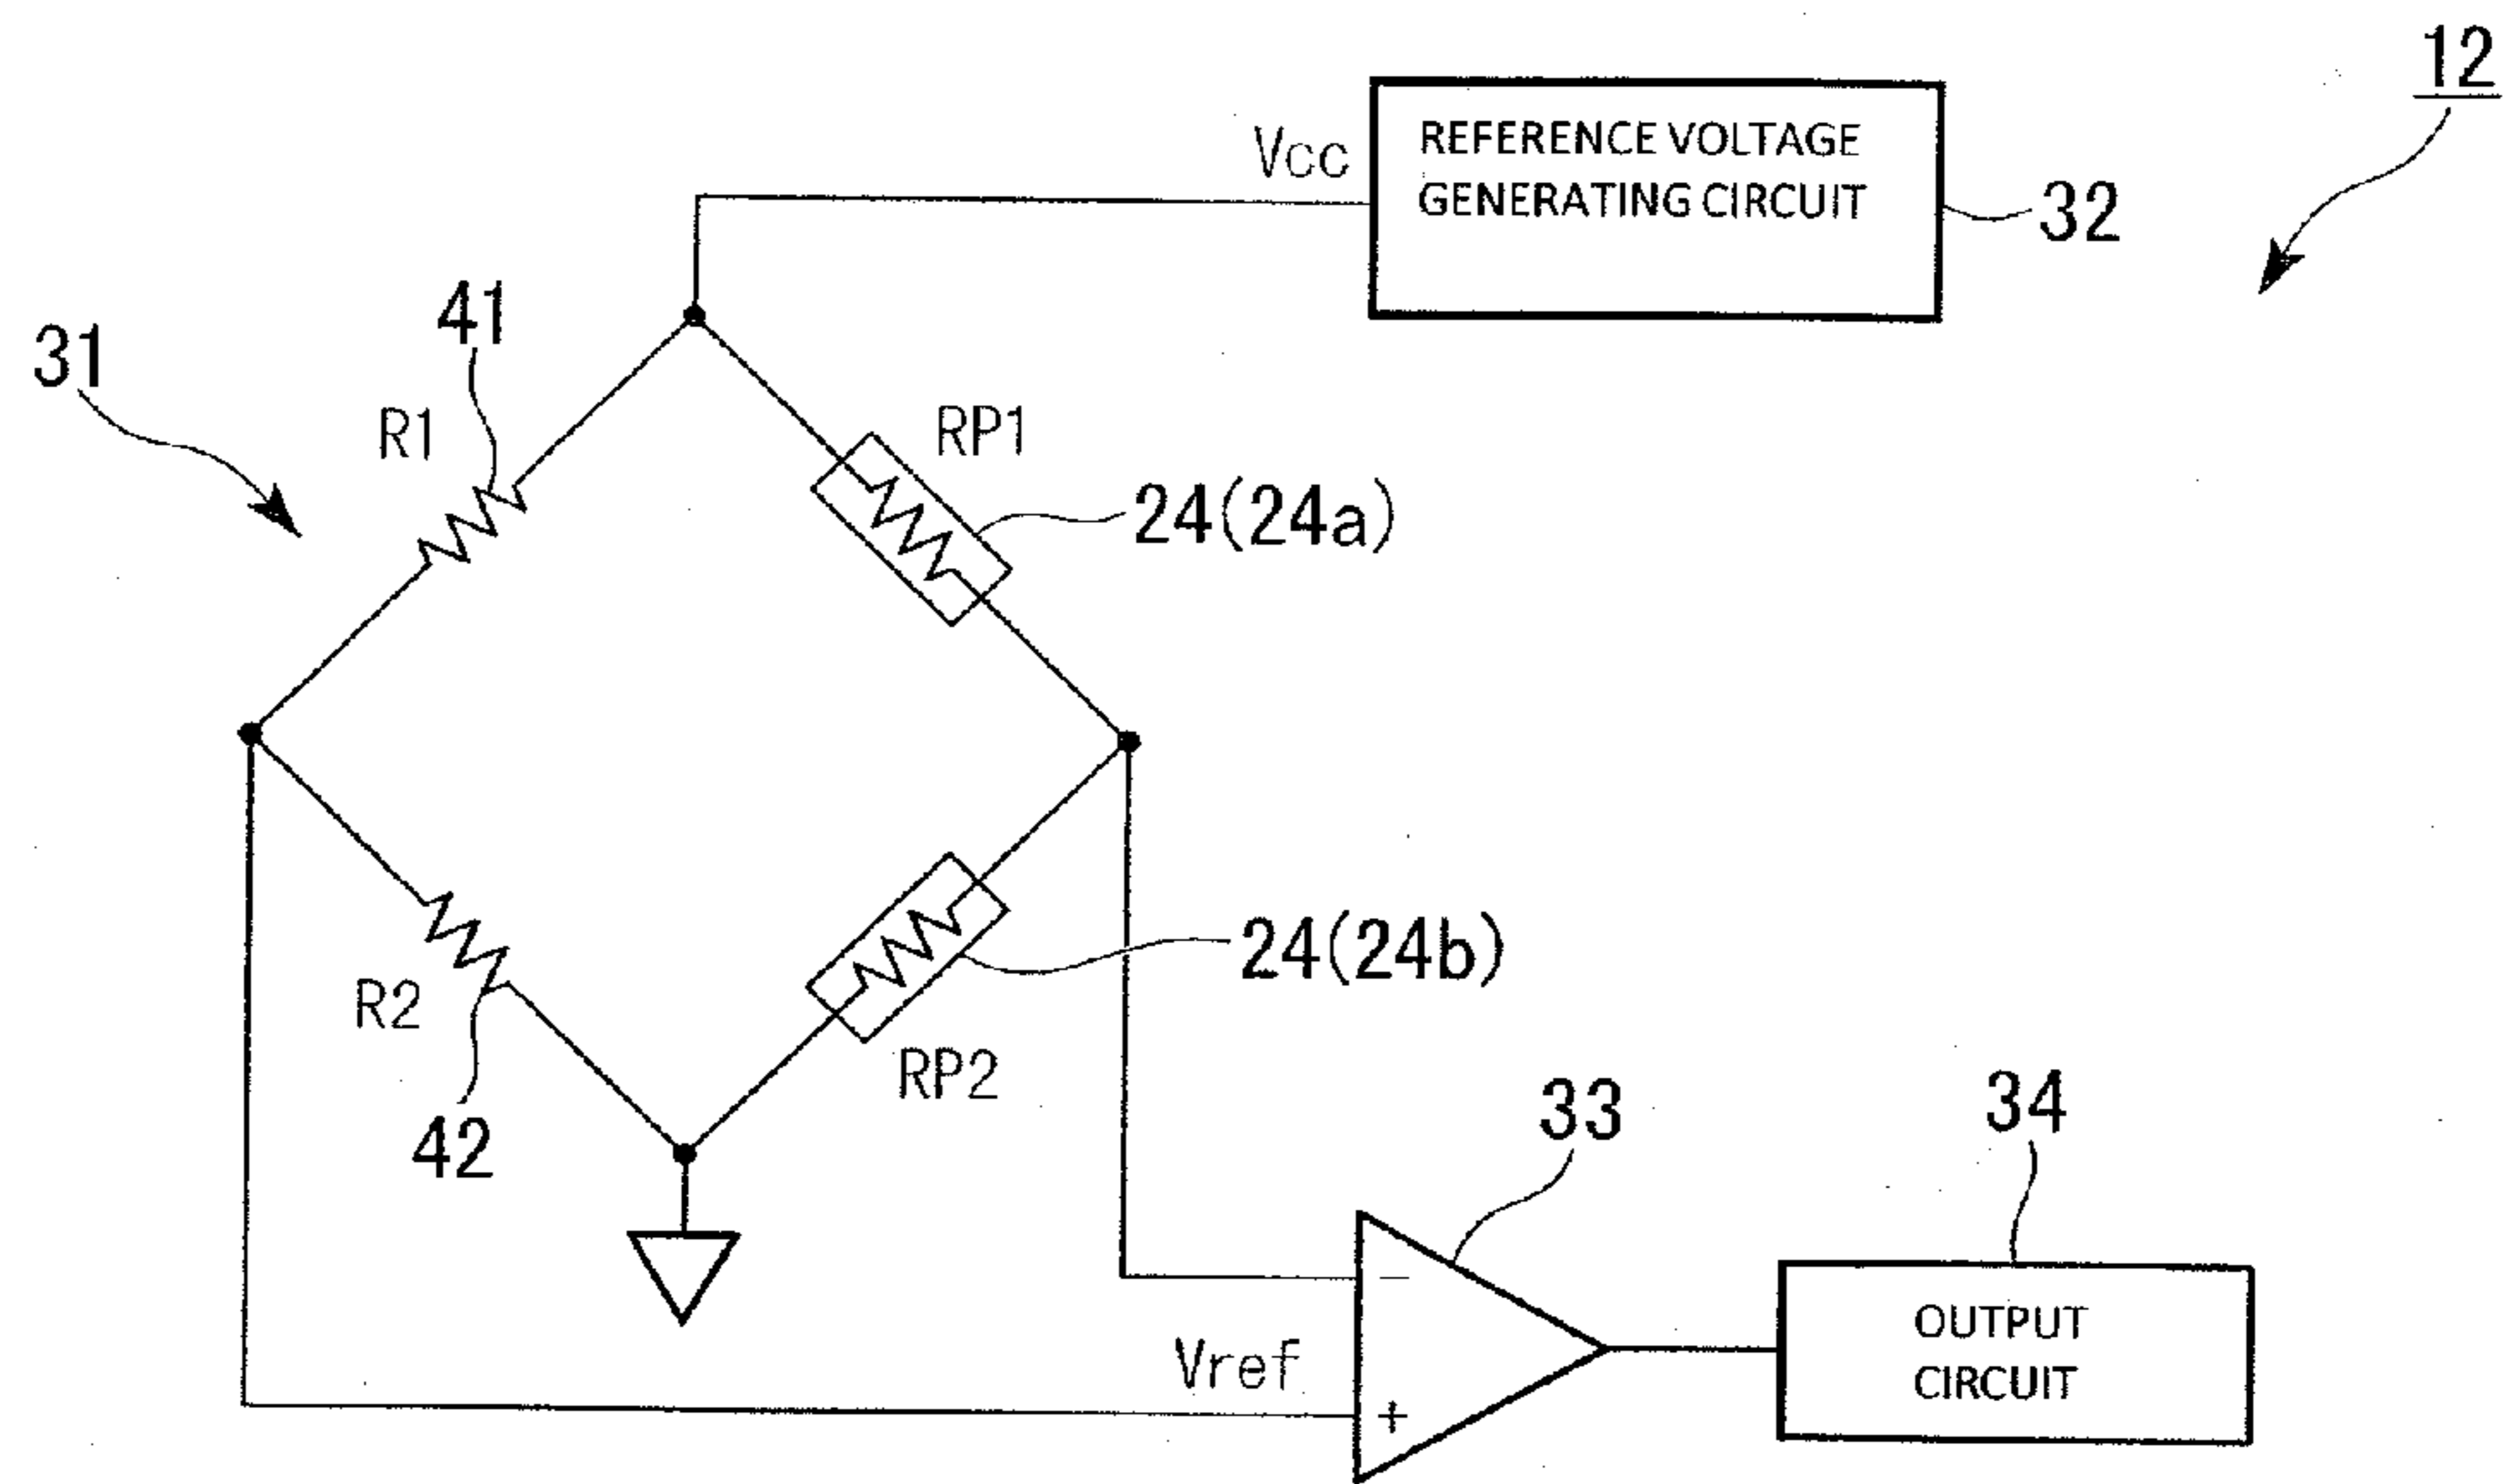 12
Vcc
REFERENCE VOLTAGE
GENERATING CIRCUIT
32
41
31
R1
RP1
24(24a)
24(24b)
R2
RP2
42
33
34
−
Vref
+
OUTPUT
CIRCUIT